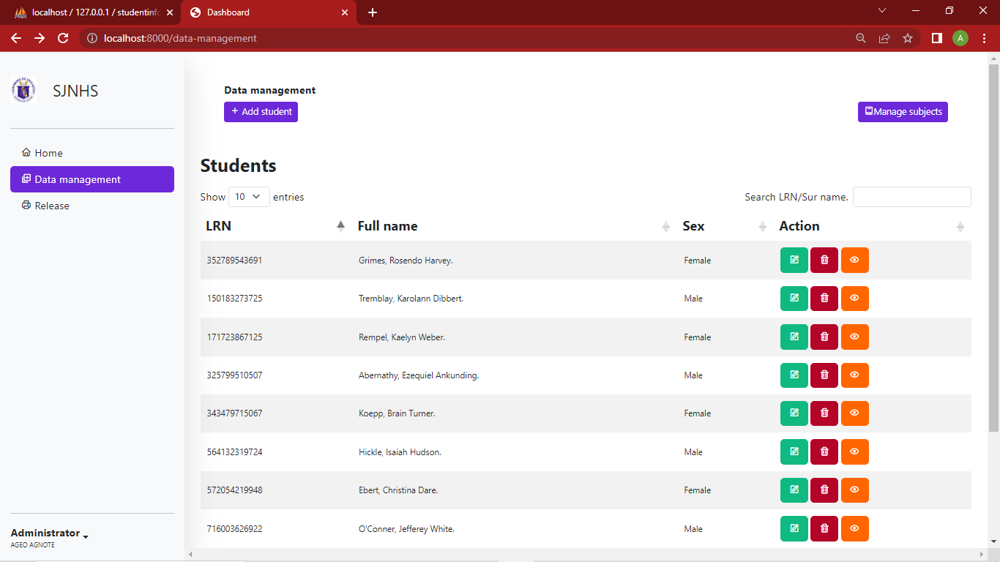 localhost / 127.0.0.1 / studentinfo
Dashboard
localhost:8000/data-management
A
SJNHS
Home
Data management
Release
Administrator
AGEO AGNOTE
Data management
+ Add student
Manage subjects
Students
Show 10 entries
Search LRN/Sur name.
LRN Full name Sex Action
352789543691 Grimes, Rosendo Harvey. Female
150183273725 Tremblay, Karolann Dibbert. Male
171723867125 Rempel, Kaelyn Weber. Female
325799510507 Abernathy, Ezequiel Ankunding. Male
343479715067 Koepp, Brain Turner. Female
564132319724 Hickle, Isaiah Hudson. Male
572054219948 Ebert, Christina Dare. Female
716003626922 O'Conner, Jefferey White. Male